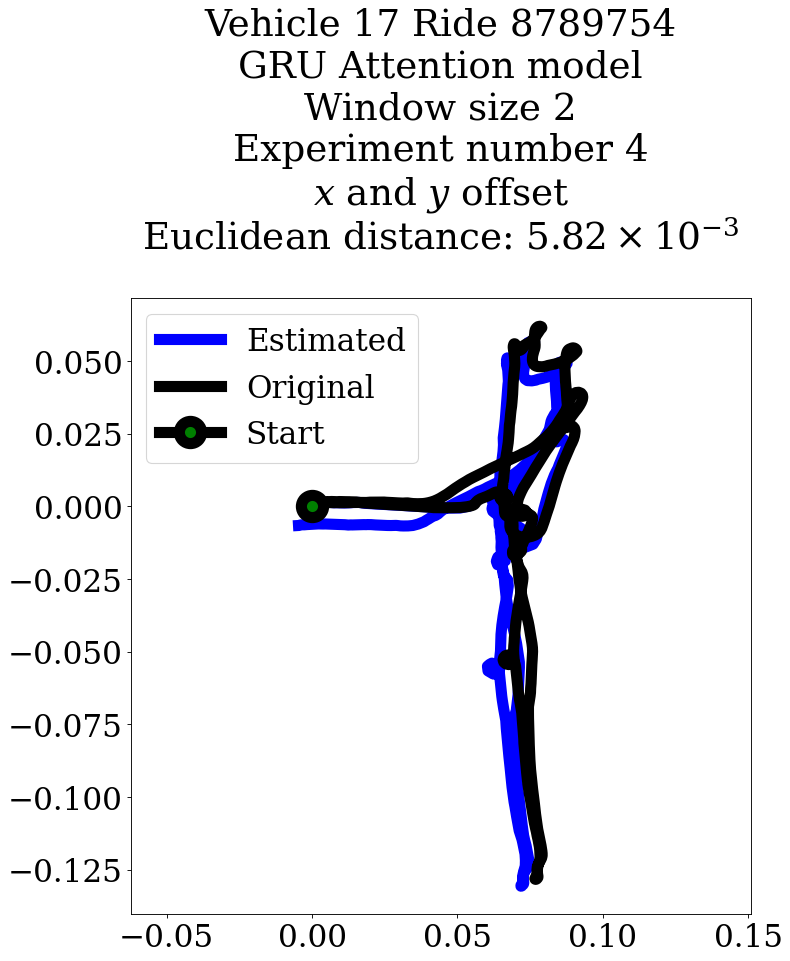 Vehicle 17 Ride 8789754
GRU Attention model
Window size 2
Experiment number 4
x and y offset
Euclidean distance: 5.82 × 10⁻³
Estimated
Original
Start
0.050
0.025
0.000
−0.025
−0.050
−0.075
−0.100
−0.125
−0.05 0.00 0.05 0.10 0.15